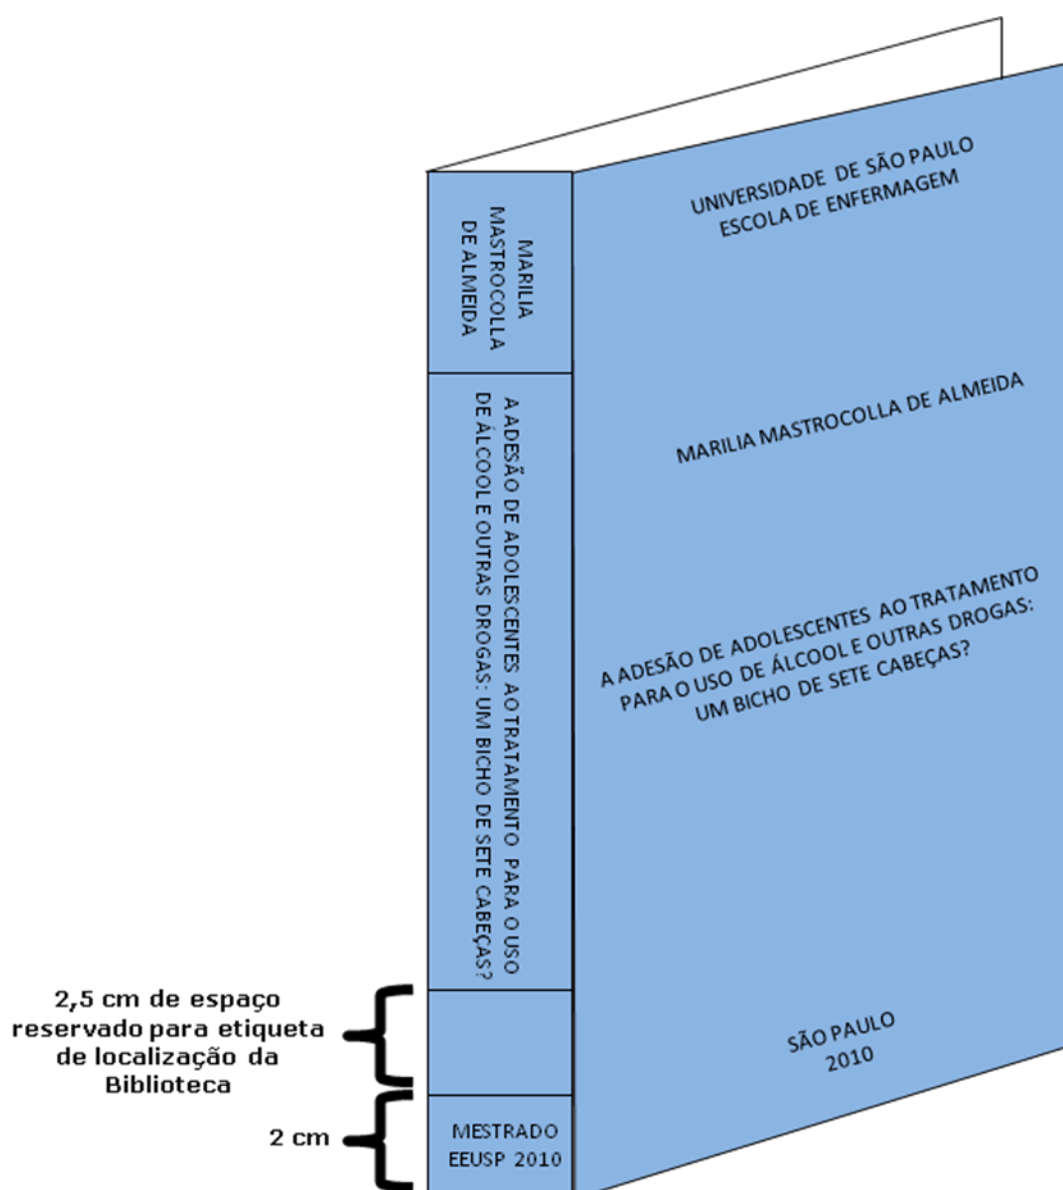 UNIVERSIDADE DE SÃO PAULO
ESCOLA DE ENFERMAGEM
MARILIA MASTROCOLLA DE ALMEIDA
A ADESÃO DE ADOLESCENTES AO TRATAMENTO
PARA O USO DE ÁLCOOL E OUTRAS DROGAS:
UM BICHO DE SETE CABEÇAS?
SÃO PAULO
2010
MARILIA
MASTROCOLLA
DE ALMEIDA
A ADESÃO DE ADOLESCENTES AO TRATAMENTO PARA O USO
DE ÁLCOOL E OUTRAS DROGAS: UM BICHO DE SETE CABEÇAS?
2,5 cm de espaço
reservado para etiqueta
de localização da
Biblioteca
2 cm
MESTRADO
EEUSP 2010